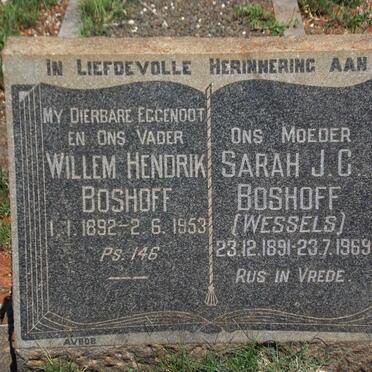 IN LIEFDEVOLLE HERINNERING AAN
MY DIERBARE EGGENOOT
EN ONS VADER
WILLEM HENDRIK
BOSHOFF
1.1.1892-2.6.1953
PS. 146
ONS MOEDER
SARAH J.C.
BOSHOFF
(WESSELS)
23.12.1891-23.7.1969
RUS IN VREDE.
AVBOB